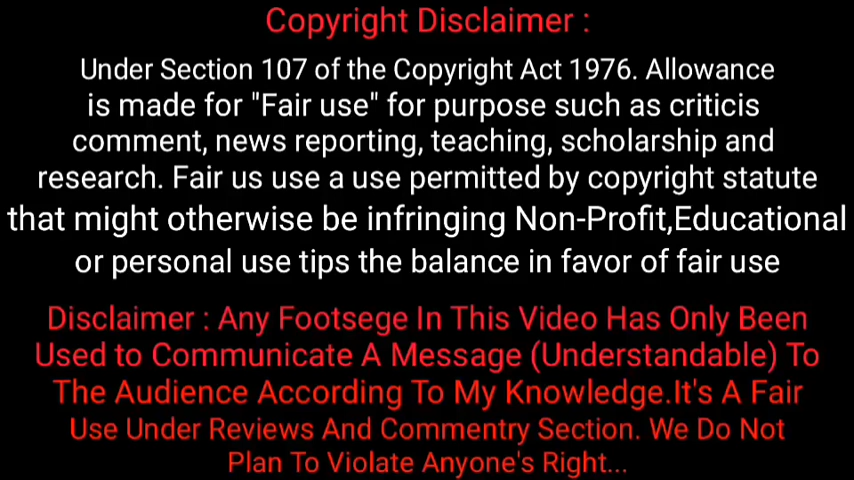 Copyright Disclaimer :
Under Section 107 of the Copyright Act 1976. Allowance
is made for "Fair use" for purpose such as criticis
comment, news reporting, teaching, scholarship and
research. Fair us use a use permitted by copyright statute
that might otherwise be infringing Non-Profit,Educational
or personal use tips the balance in favor of fair use
Disclaimer : Any Footsege In This Video Has Only Been
Used to Communicate A Message (Understandable) To
The Audience According To My Knowledge.It's A Fair
Use Under Reviews And Commentry Section. We Do Not
Plan To Violate Anyone's Right...